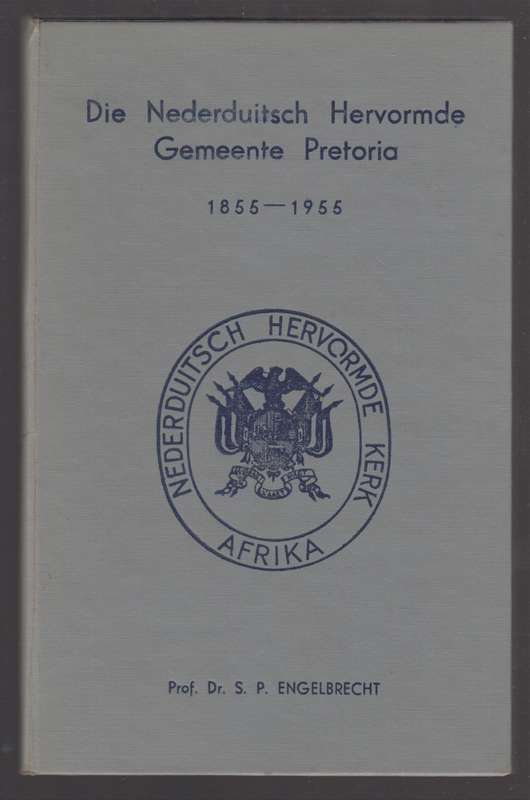 Die Nederduitsch Hervormde
Gemeente Pretoria
1855—1955
NEDERDUITSCH HERVORMDE KERK
AFRIKA
Prof. Dr. S. P. ENGELBRECHT